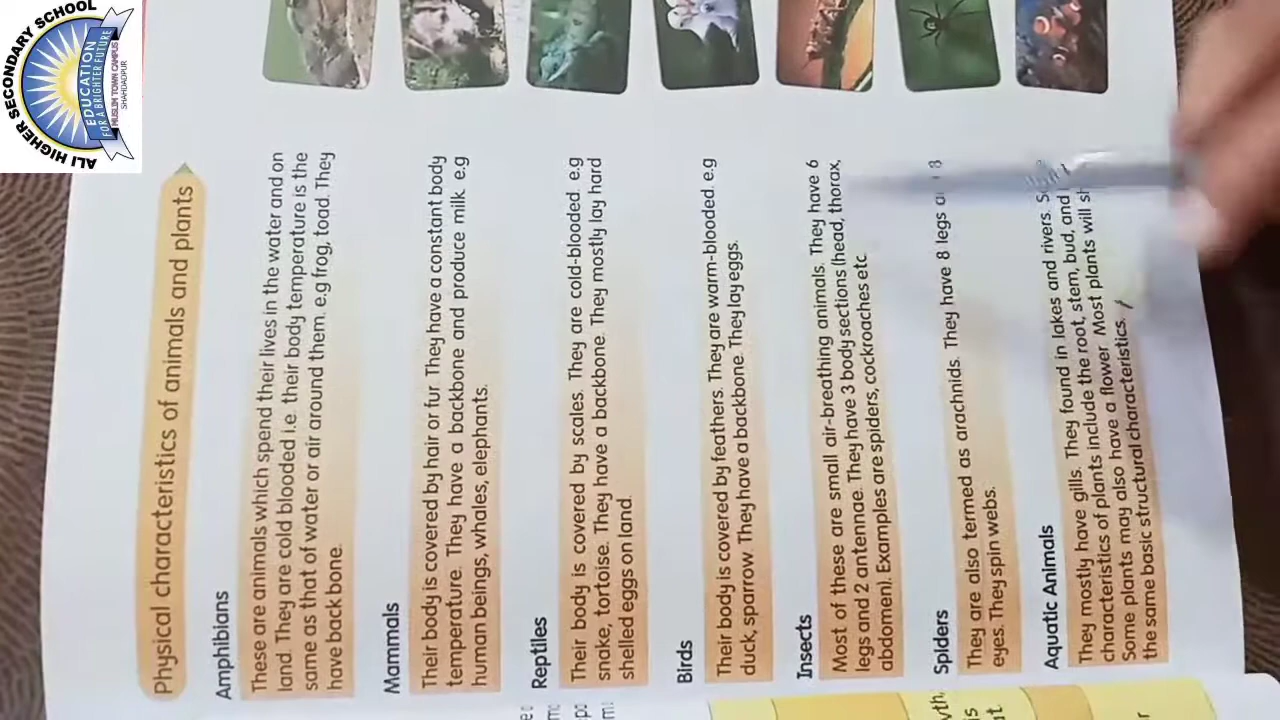 ALI HIGHER SECONDARY SCHOOL
EDUCATION
FOR A BRIGHTER FUTURE
MUSLIM TOWN CAMPUS
SHAHDADPUR
Physical characteristics of animals and plants
Amphibians
These are animals which spend their lives in the water and on
land. They are cold blooded i.e. their body temperature is the
same as that of water or air around them. e.g frog, toad. They
have back bone.
Mammals
Their body is covered by hair or fur. They have a constant body
temperature. They have a backbone and produce milk. e.g
human beings, whales, elephants.
Reptiles
Their body is covered by scales. They are cold-blooded. e.g
snake, tortoise. They have a backbone. They mostly lay hard
shelled eggs on land.
Birds
Their body is covered by feathers. They are warm-blooded. e.g
duck, sparrow. They have a backbone. They lay eggs.
Insects
Most of these are small air-breathing animals. They have 6
legs and 2 antennae. They have 3 body sections (head, thorax,
abdomen). Examples are spiders, cockroaches etc
Spiders
They are also termed as arachnids. They have 8 legs 8
eyes. They spin webs.
Aquatic Animals
They mostly have gills. They found in lakes and rivers.
characteristics of plants include the root, stem, bud, and
Some plants may also have a flower. Most plants will
the same basic structural characteristics.